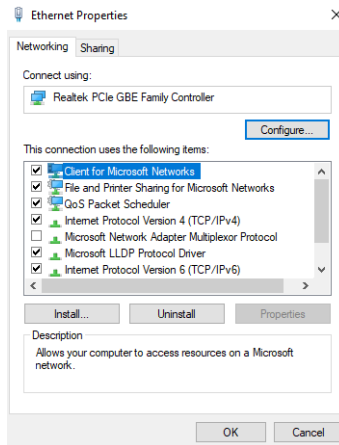 Ethernet Properties
Networking
Sharing
Connect using:
Realtek PCIe GBE Family Controller
Configure...
This connection uses the following items:
Client for Microsoft Networks
File and Printer Sharing for Microsoft Networks
QoS Packet Scheduler
Internet Protocol Version 4 (TCP/IPv4)
Microsoft Network Adapter Multiplexor Protocol
Microsoft LLDP Protocol Driver
Internet Protocol Version 6 (TCP/IPv6)
Install...
Uninstall
Properties
Description
Allows your computer to access resources on a Microsoft
network.
OK
Cancel